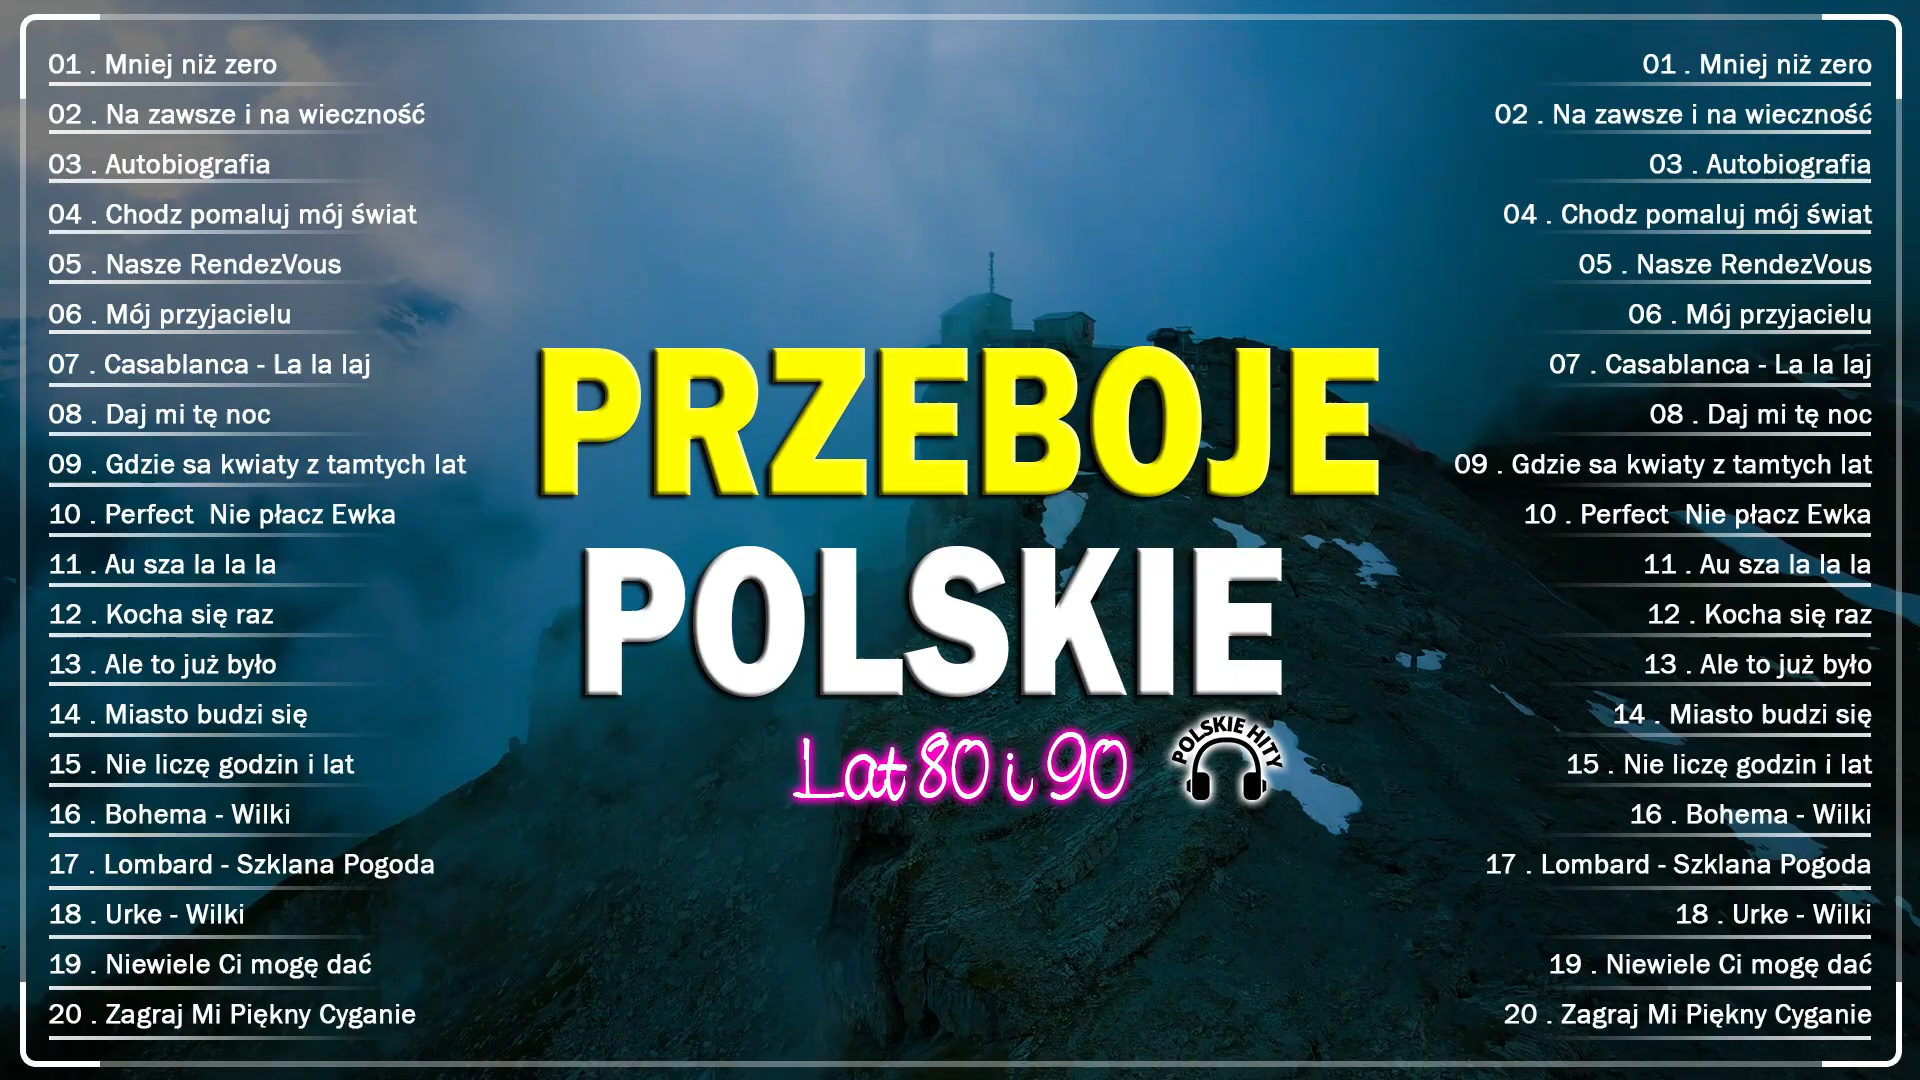 01 . Mniej niż zero
02 . Na zawsze i na wieczność
03 . Autobiografia
04 . Chodz pomaluj mój świat
05 . Nasze RendezVous
06 . Mój przyjacielu
07 . Casablanca - La la laj
08 . Daj mi tę noc
09 . Gdzie sa kwiaty z tamtych lat
10 . Perfect  Nie płacz Ewka
11 . Au sza la la la
12 . Kocha się raz
13 . Ale to już było
14 . Miasto budzi się
15 . Nie liczę godzin i lat
16 . Bohema - Wilki
17 . Lombard - Szklana Pogoda
18 . Urke - Wilki
19 . Niewiele Ci mogę dać
20 . Zagraj Mi Piękny Cyganie
PRZEBOJE
POLSKIE
Lat 80 i 90
POLSKIE HITY
01 . Mniej niż zero
02 . Na zawsze i na wieczność
03 . Autobiografia
04 . Chodz pomaluj mój świat
05 . Nasze RendezVous
06 . Mój przyjacielu
07 . Casablanca - La la laj
08 . Daj mi tę noc
09 . Gdzie sa kwiaty z tamtych lat
10 . Perfect  Nie płacz Ewka
11 . Au sza la la la
12 . Kocha się raz
13 . Ale to już było
14 . Miasto budzi się
15 . Nie liczę godzin i lat
16 . Bohema - Wilki
17 . Lombard - Szklana Pogoda
18 . Urke - Wilki
19 . Niewiele Ci mogę dać
20 . Zagraj Mi Piękny Cyganie